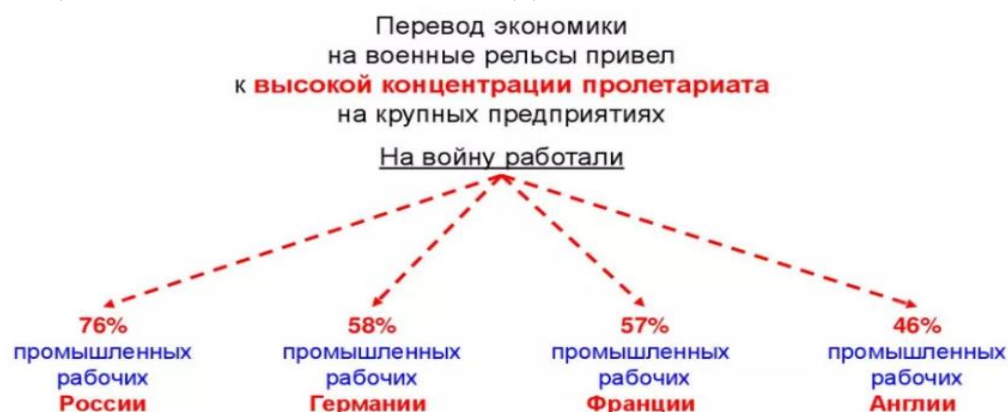 Перевод экономики
на военные рельсы привел
к высокой концентрации пролетариата
на крупных предприятиях
На войну работали
76%
промышленных
рабочих
России
58%
промышленных
рабочих
Германии
57%
промышленных
рабочих
Франции
46%
промышленных
рабочих
Англии